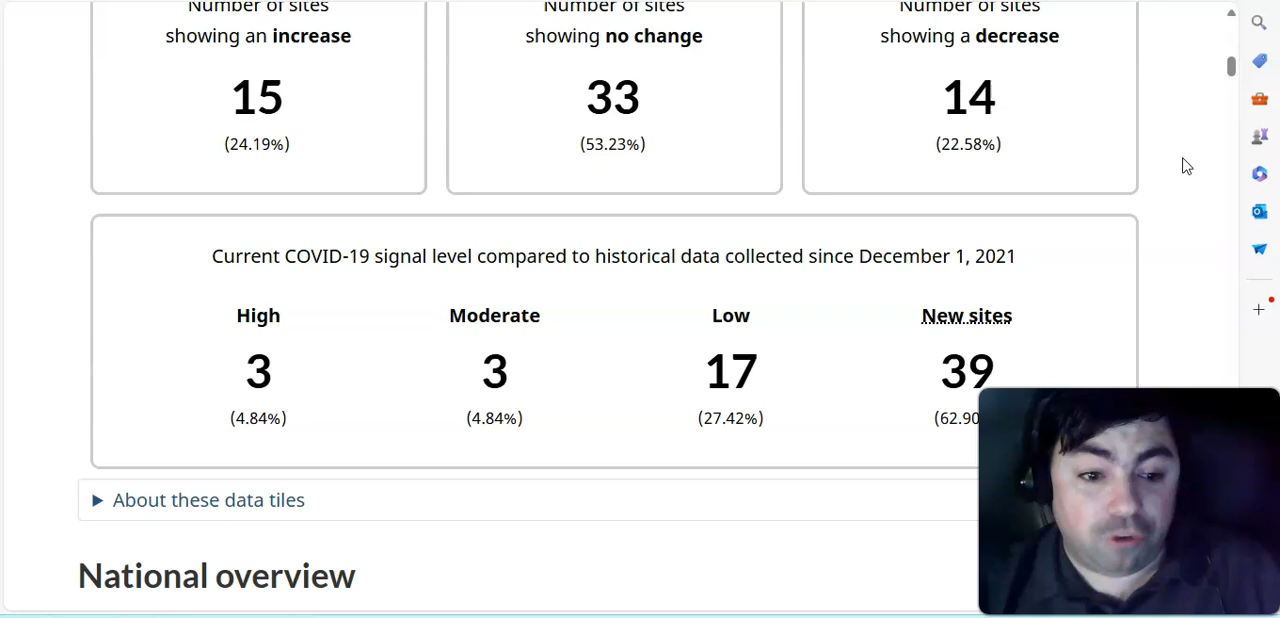 Number of sites
showing an increase
15
(24.19%)
Number of sites
showing no change
33
(53.23%)
Number of sites
showing a decrease
14
(22.58%)
Current COVID-19 signal level compared to historical data collected since December 1, 2021
High
3
(4.84%)
Moderate
3
(4.84%)
Low
17
(27.42%)
New sites
39
(62.90
About these data tiles
National overview